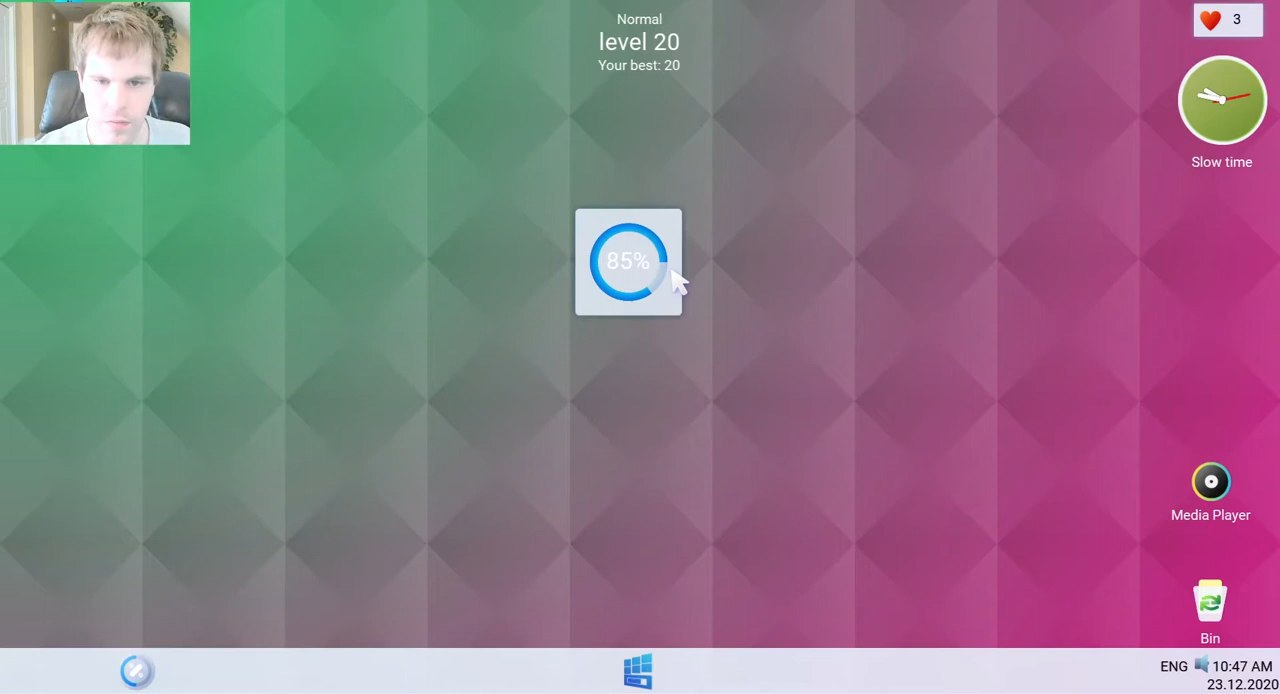 Normal
level 20
Your best: 20
3
Slow time
85%
Media Player
Bin
ENG 10:47 AM
23.12.2020